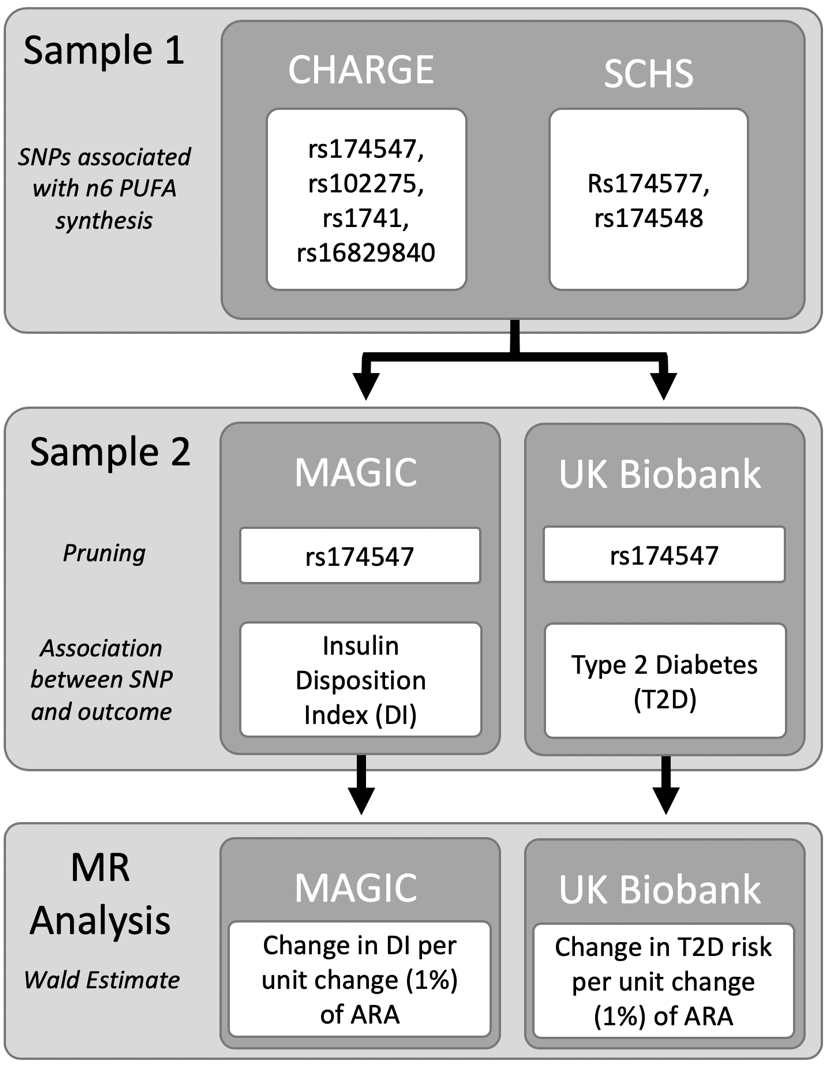 Sample 1
SNPs associated
with n6 PUFA
synthesis
CHARGE
rs174547,
rs102275,
rs1741,
rs16829840
SCHS
Rs174577,
rs174548
Sample 2
Pruning
Association
between SNP
and outcome
MAGIC
rs174547
Insulin
Disposition
Index (DI)
UK Biobank
rs174547
Type 2 Diabetes
(T2D)
MR
Analysis
Wald Estimate
MAGIC
Change in DI per
unit change (1%)
of ARA
UK Biobank
Change in T2D risk
per unit change
(1%) of ARA